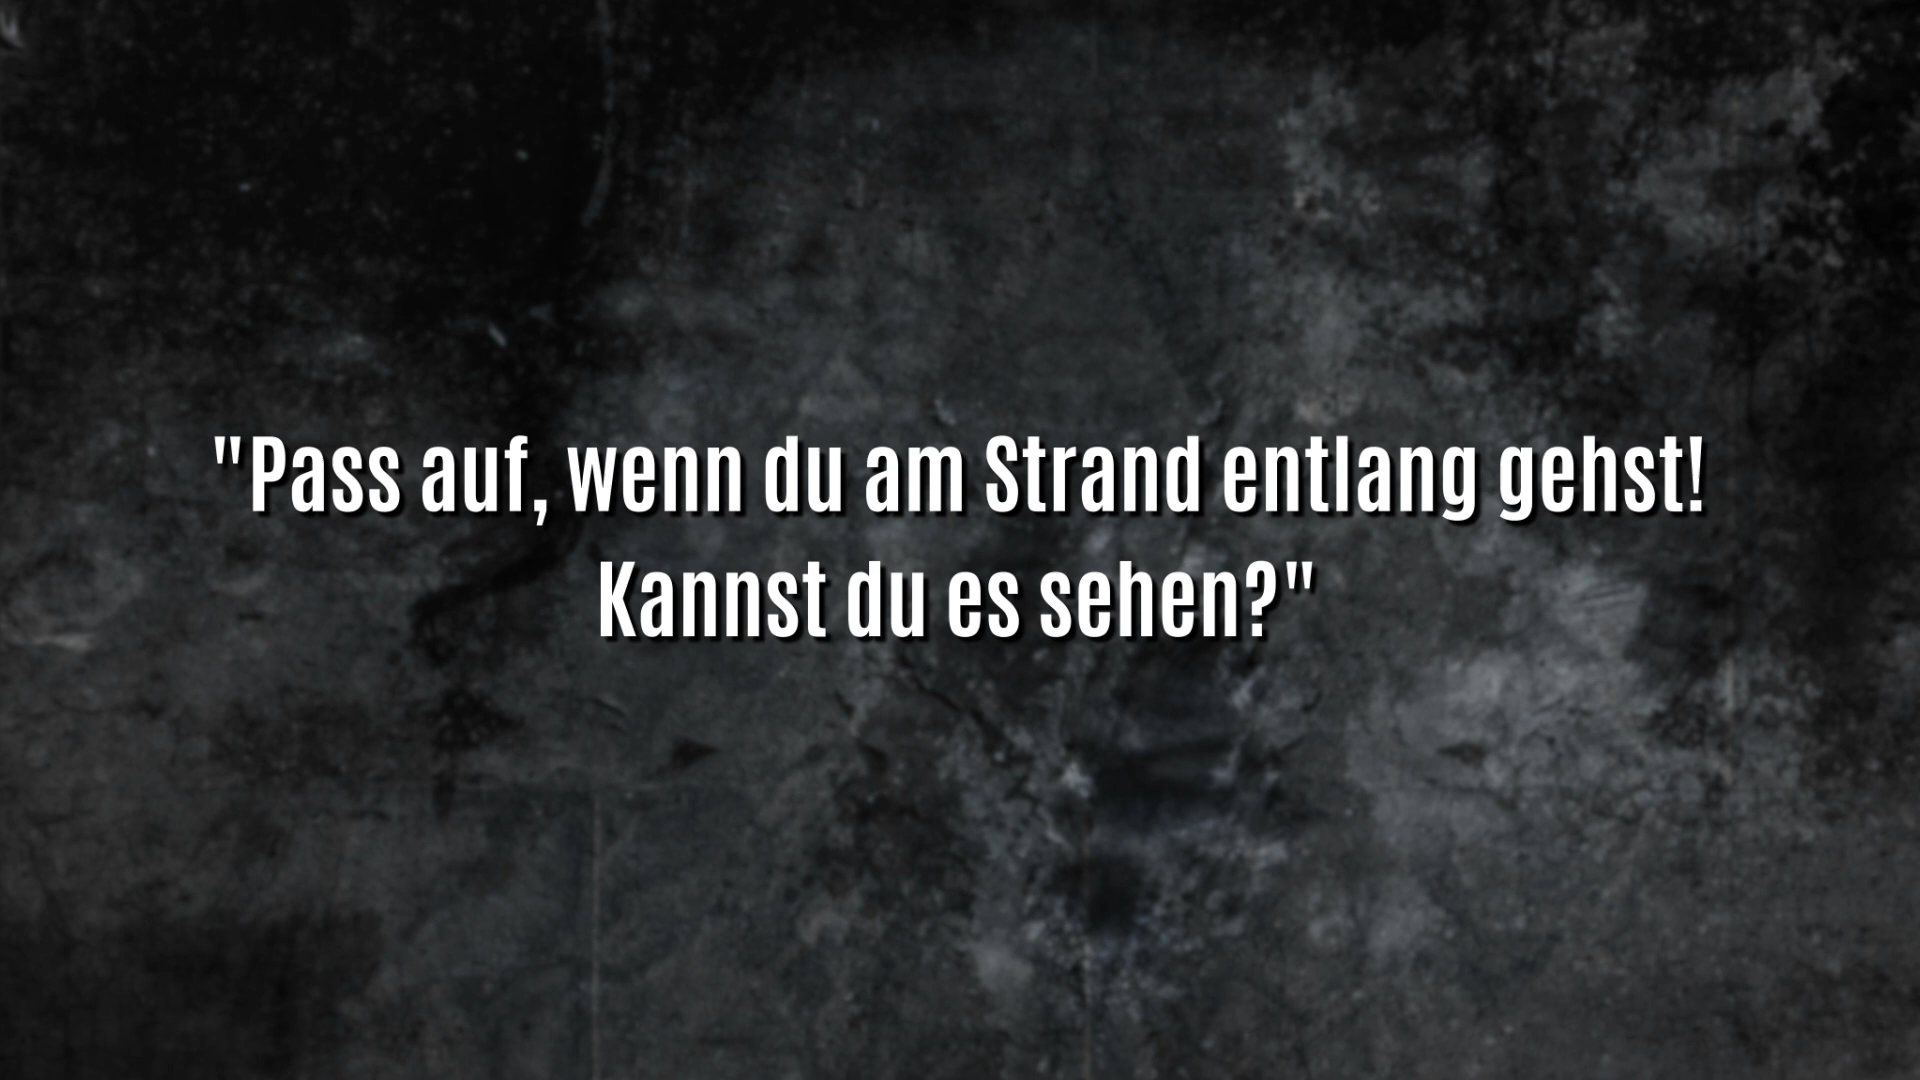 "Pass auf, wenn du am Strand entlang gehst!
Kannst du es sehen?"